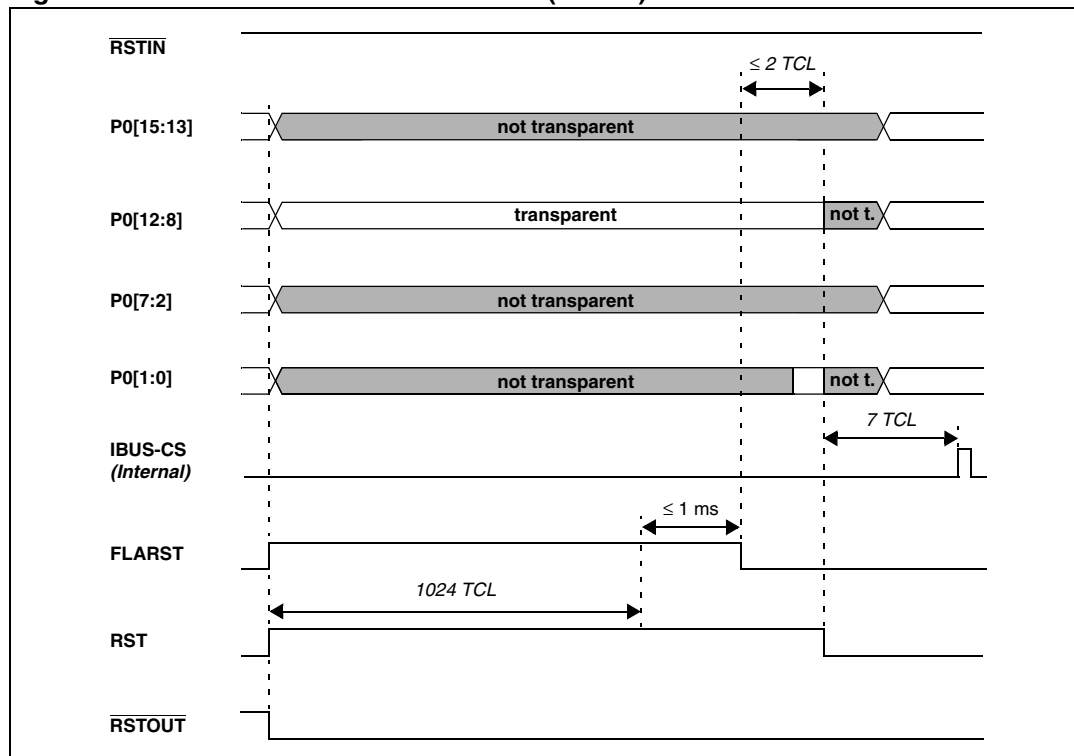 RSTIN
≤ 2 TCL
P0[15:13]
not transparent
P0[12:8]
transparent
not t.
P0[7:2]
not transparent
P0[1:0]
not transparent
not t.
7 TCL
IBUS-CS
(Internal)
≤ 1 ms
FLARST
1024 TCL
RST
RSTOUT